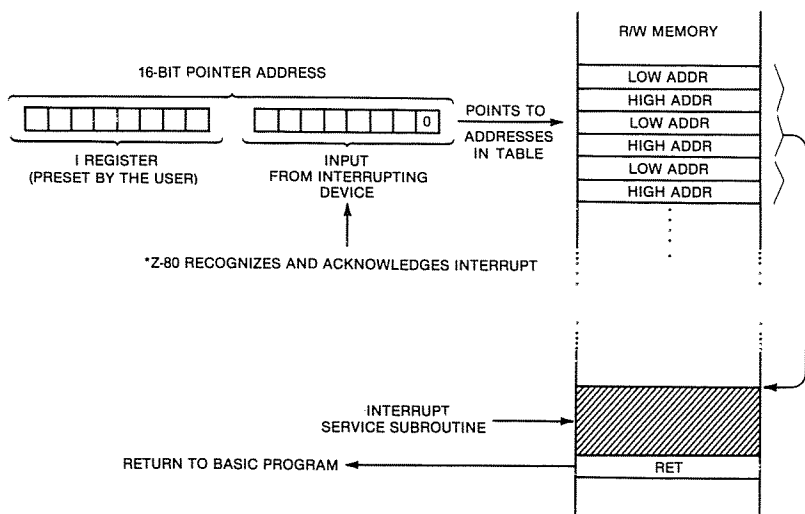 R/W MEMORY
16-BIT POINTER ADDRESS
0
I REGISTER
(PRESET BY THE USER)
INPUT
FROM INTERRUPTING
DEVICE
POINTS TO
ADDRESSES
IN TABLE
LOW ADDR
HIGH ADDR
LOW ADDR
HIGH ADDR
LOW ADDR
HIGH ADDR
*Z-80 RECOGNIZES AND ACKNOWLEDGES INTERRUPT
INTERRUPT
SERVICE SUBROUTINE
RETURN TO BASIC PROGRAM
RET